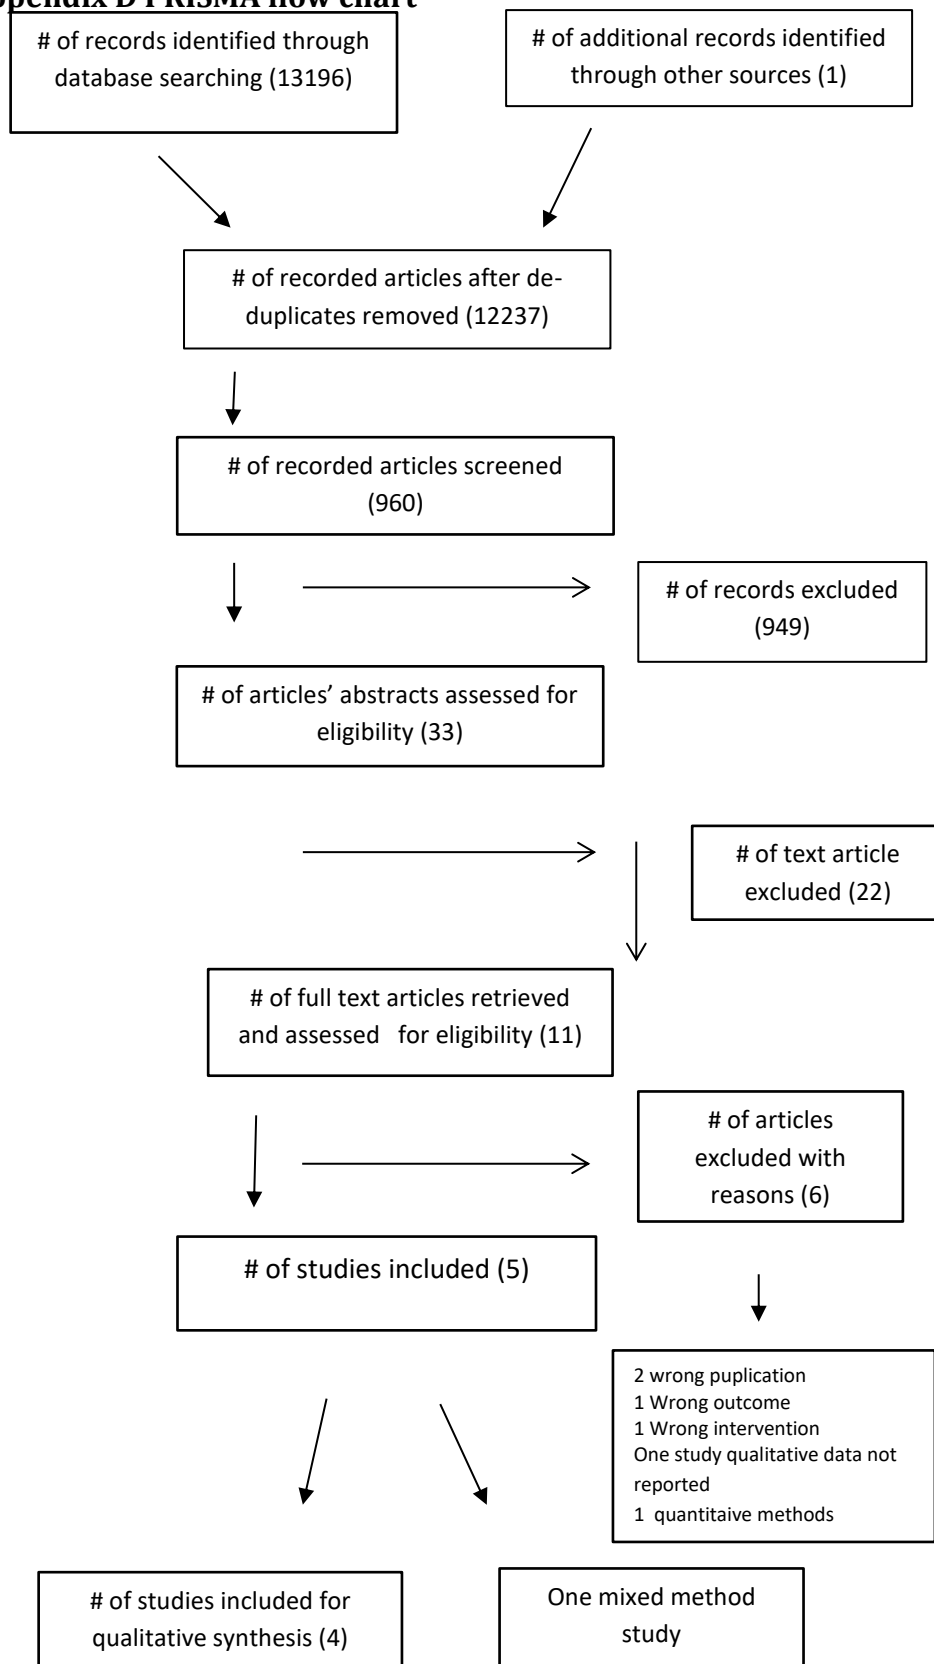 Appendix D PRISMA flow chart
# of records identified through
database searching (13196)
# of additional records identified
through other sources (1)
# of recorded articles after de-
duplicates removed (12237)
# of recorded articles screened
(960)
# of records excluded
(949)
# of articles’ abstracts assessed for
eligibility (33)
# of text article
excluded (22)
# of full text articles retrieved
and assessed   for eligibility (11)
# of articles
excluded with
reasons (6)
# of studies included (5)
2 wrong puplication
1 Wrong outcome
1 Wrong intervention
One study qualitative data not
reported
1  quantitaive methods
# of studies included for
qualitative synthesis (4)
One mixed method
study